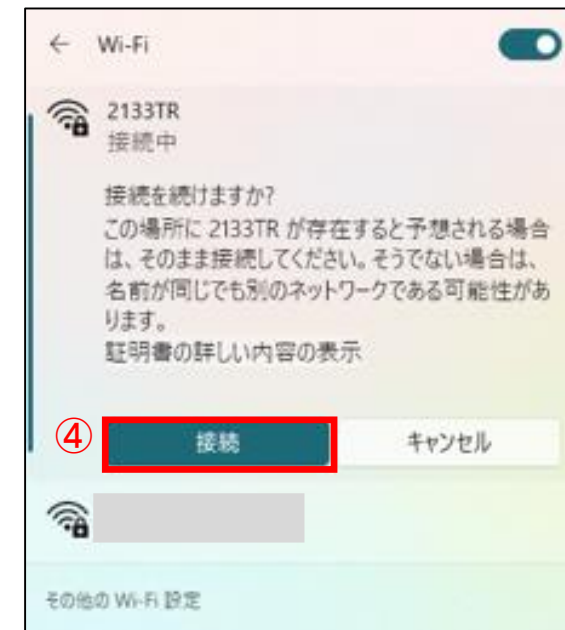 ← Wi-Fi
2133TR
接続中
接続を続けますか?
この場所に 2133TR が存在すると予想される場合
は、そのまま接続してください。そうでない場合は、
名前が同じでも別のネットワークである可能性があ
ります。
証明書の詳しい内容の表示
④ 接続 キャンセル
その他の Wi-Fi 設定